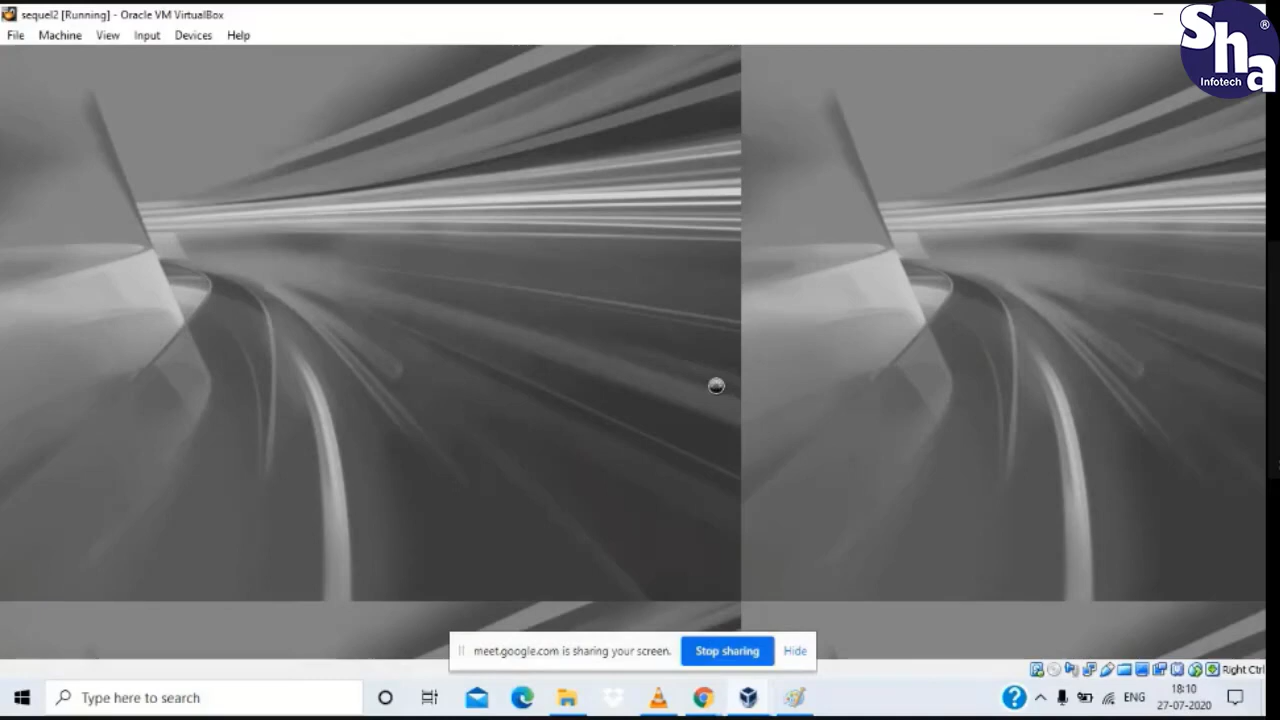 sequel2 [Running] - Oracle VM VirtualBox
File Machine View Input Devices Help
Sha
®
Infotech
meet.google.com is sharing your screen. Stop sharing Hide
Right Ctrl
Type here to search
ENG
18:10
27-07-2020